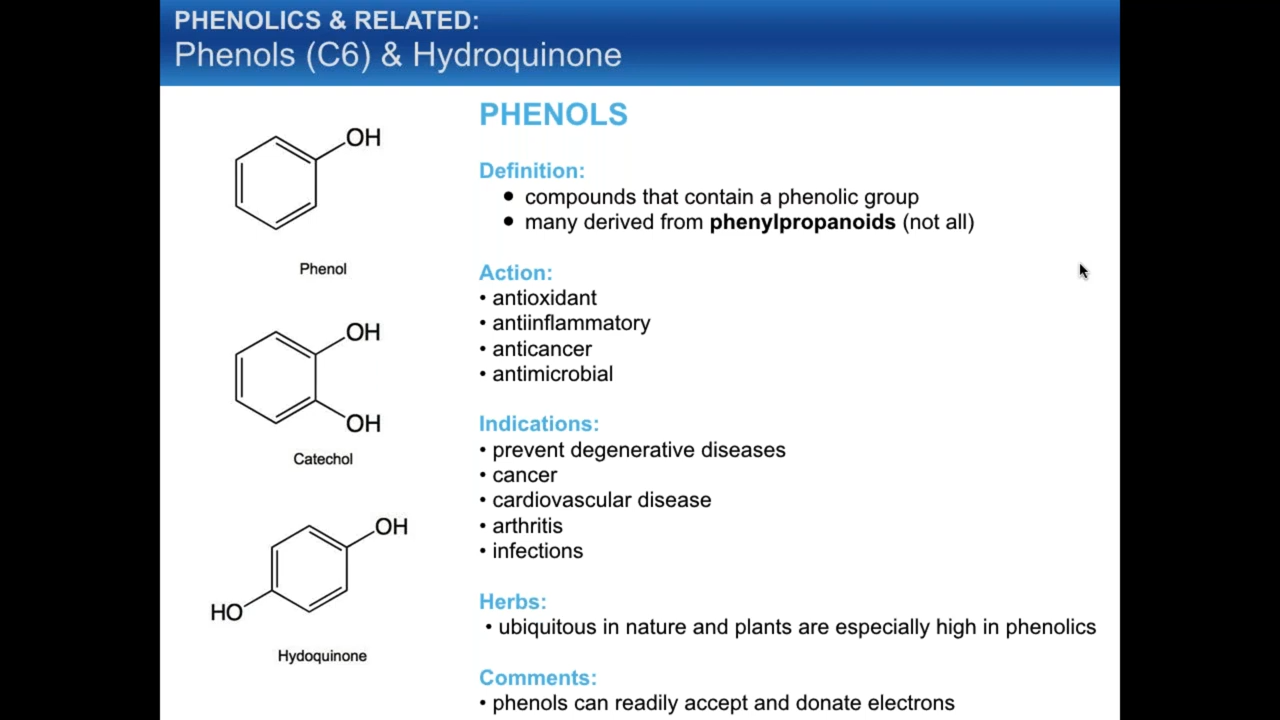 PHENOLICS & RELATED:
Phenols (C6) & Hydroquinone
OH
Phenol
OH
OH
Catechol
OH
HO
Hydoquinone
PHENOLS
Definition:
• compounds that contain a phenolic group
• many derived from phenylpropanoids (not all)
Action:
• antioxidant
• antiinflammatory
• anticancer
• antimicrobial
Indications:
• prevent degenerative diseases
• cancer
• cardiovascular disease
• arthritis
• infections
Herbs:
• ubiquitous in nature and plants are especially high in phenolics
Comments:
• phenols can readily accept and donate electrons